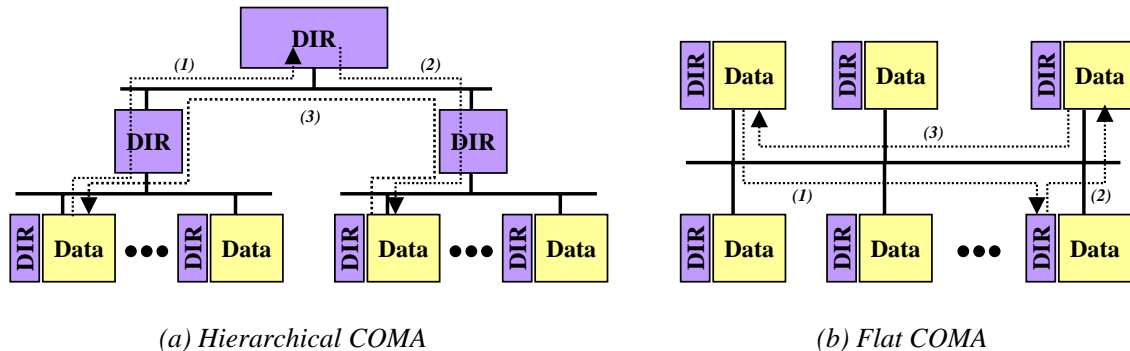 DIR
(1)
(2)
(3)
DIR
DIR
DIR Data ●●● DIR Data
DIR Data ●●● DIR Data
(a) Hierarchical COMA
DIR Data
DIR Data
DIR Data
(3)
(1)
(2)
DIR Data
DIR Data
●●●
DIR Data
(b) Flat COMA